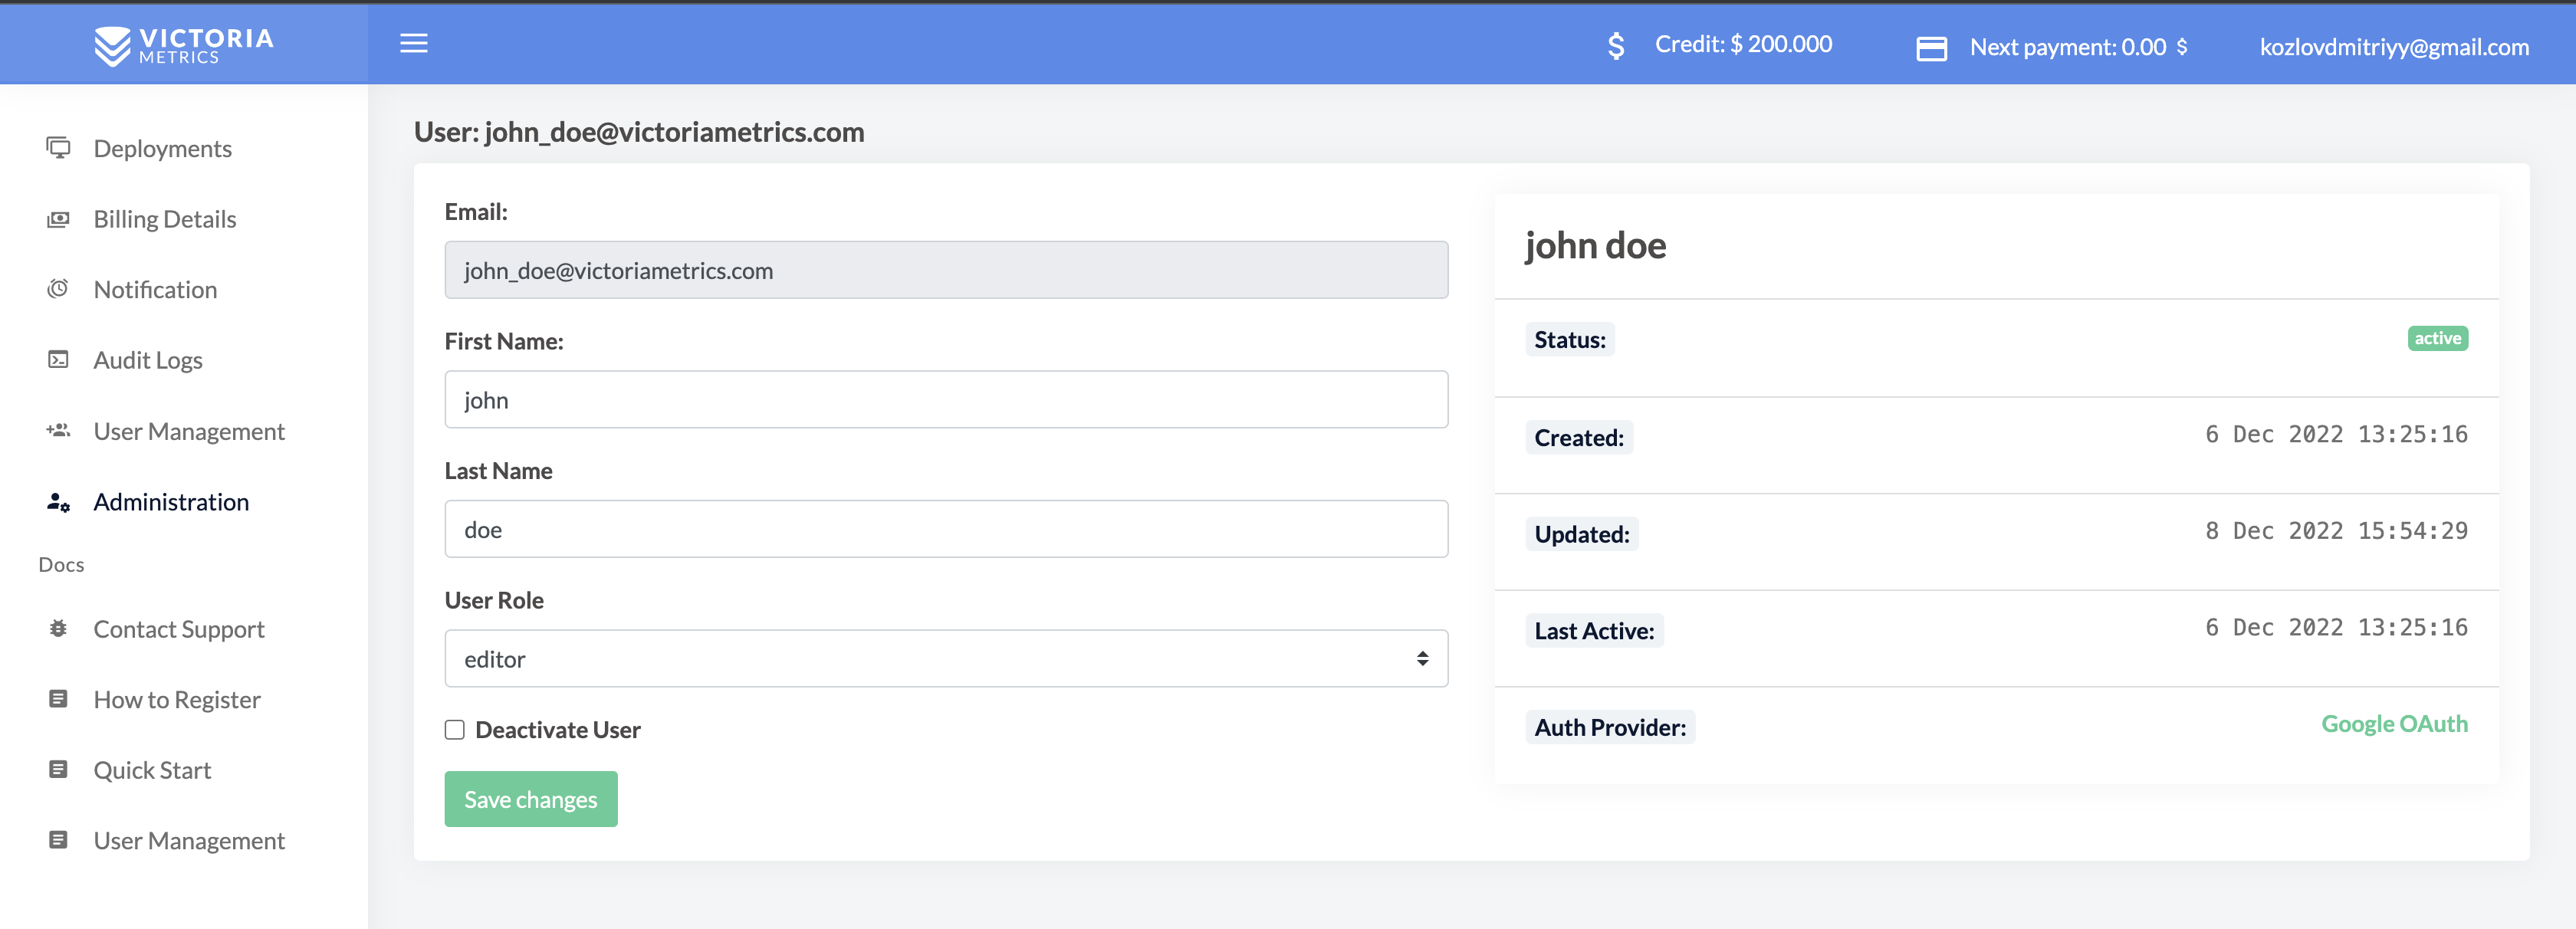 VICTORIA
METRICS
Credit: $ 200.000
Next payment: 0.00 $
kozlovdmitriyy@gmail.com
Deployments
Billing Details
Notification
Audit Logs
User Management
Administration
Docs
Contact Support
How to Register
Quick Start
User Management
User: john_doe@victoriametrics.com
Email:
john_doe@victoriametrics.com
First Name:
john
Last Name
doe
User Role
editor
Deactivate User
Save changes
john doe
Status: active
Created: 6 Dec 2022 13:25:16
Updated: 8 Dec 2022 15:54:29
Last Active: 6 Dec 2022 13:25:16
Auth Provider: Google OAuth